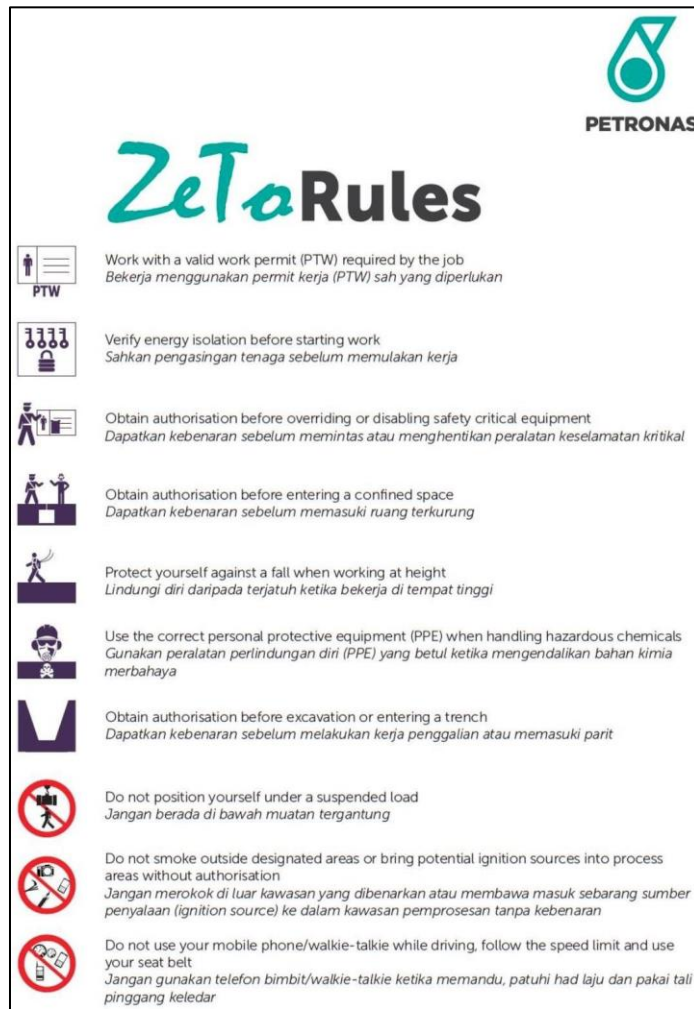 PETRONAS
ZeTo Rules
PTW
Work with a valid work permit (PTW) required by the job
Bekerja menggunakan permit kerja (PTW) sah yang diperlukan
Verify energy isolation before starting work
Sahkan pengasingan tenaga sebelum memulakan kerja
Obtain authorisation before overriding or disabling safety critical equipment
Dapatkan kebenaran sebelum memintas atau menghentikan peralatan keselamatan kritikal
Obtain authorisation before entering a confined space
Dapatkan kebenaran sebelum memasuki ruang terkurung
Protect yourself against a fall when working at height
Lindungi diri daripada terjatuh ketika bekerja di tempat tinggi
Use the correct personal protective equipment (PPE) when handling hazardous chemicals
Gunakan peralatan perlindungan diri (PPE) yang betul ketika mengendalikan bahan kimia
merbahaya
Obtain authorisation before excavation or entering a trench
Dapatkan kebenaran sebelum melakukan kerja penggalian atau memasuki parit
Do not position yourself under a suspended load
Jangan berada di bawah muatan tergantung
Do not smoke outside designated areas or bring potential ignition sources into process
areas without authorisation
Jangan merokok di luar kawasan yang dibenarkan atau membawa masuk sebarang sumber
penyalaan (ignition source) ke dalam kawasan pemprosesan tanpa kebenaran
Do not use your mobile phone/walkie-talkie while driving, follow the speed limit and use
your seat belt
Jangan gunakan telefon bimbit/walkie-talkie ketika memandu, patuhi had laju dan pakai tali
pinggang keledar